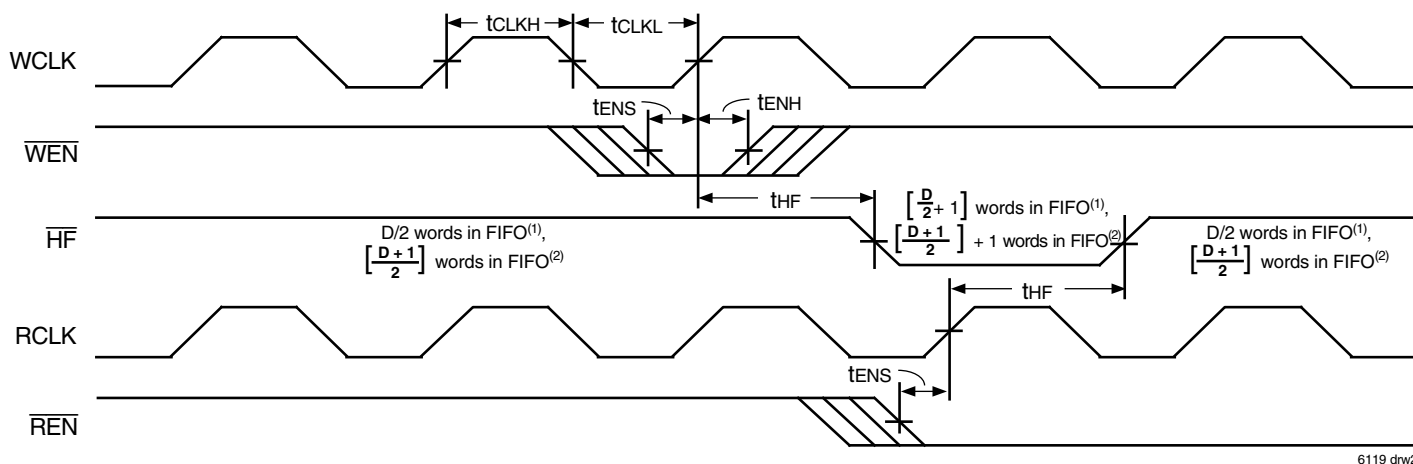 tCLKH
tCLKL
WCLK
tENS
tENH
WEN
tHF
[D/2 + 1] words in FIFO(1),
[D + 1/2] + 1 words in FIFO(2)
HF
D/2 words in FIFO(1),
[D + 1/2] words in FIFO(2)
D/2 words in FIFO(1),
[D + 1/2] words in FIFO(2)
tHF
RCLK
tENS
REN
6119 drw2